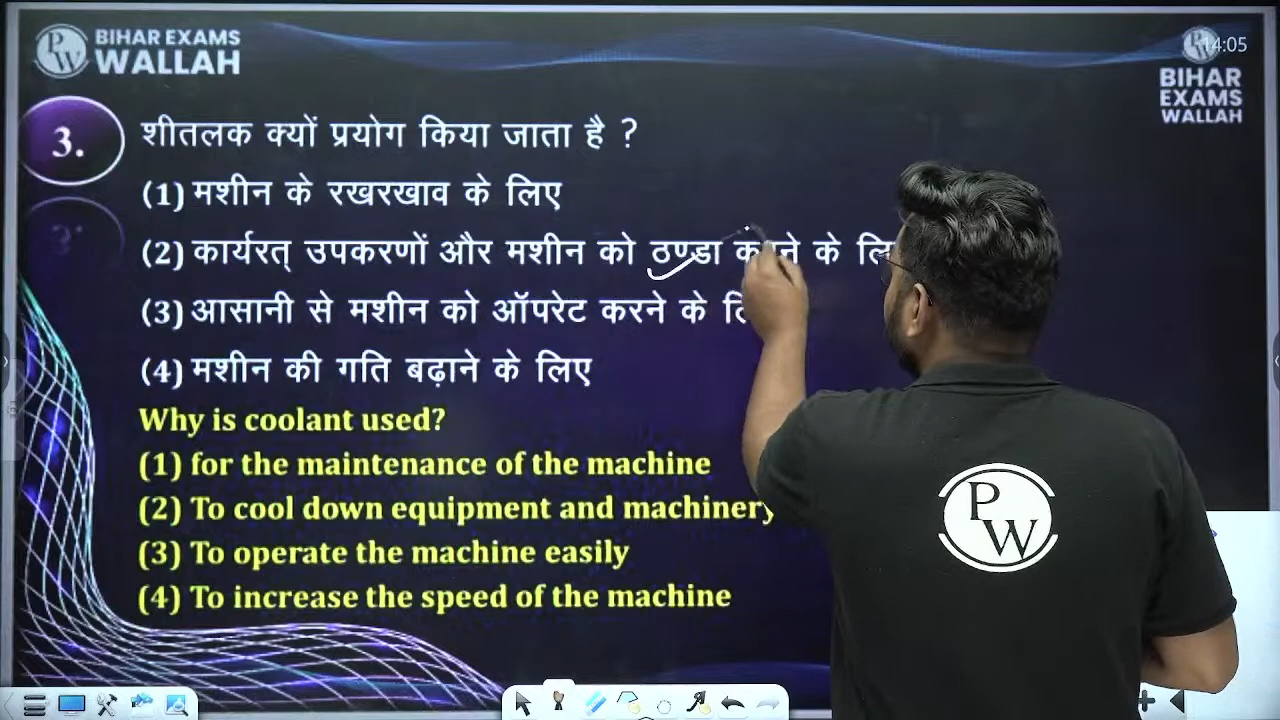 BIHAR EXAMS
WALLAH
14:05
BIHAR
EXAMS
WALLAH
3. शीतलक क्यों प्रयोग किया जाता है ?
(1) मशीन के रखरखाव के लिए
(2) कार्यरत् उपकरणों और मशीन को ठण्डा करने के
(3) आसानी से मशीन को ऑपरेट करने के
(4) मशीन की गति बढ़ाने के लिए
Why is coolant used?
(1) for the maintenance of the machine
(2) To cool down equipment and machinery
(3) To operate the machine easily
(4) To increase the speed of the machine
PW